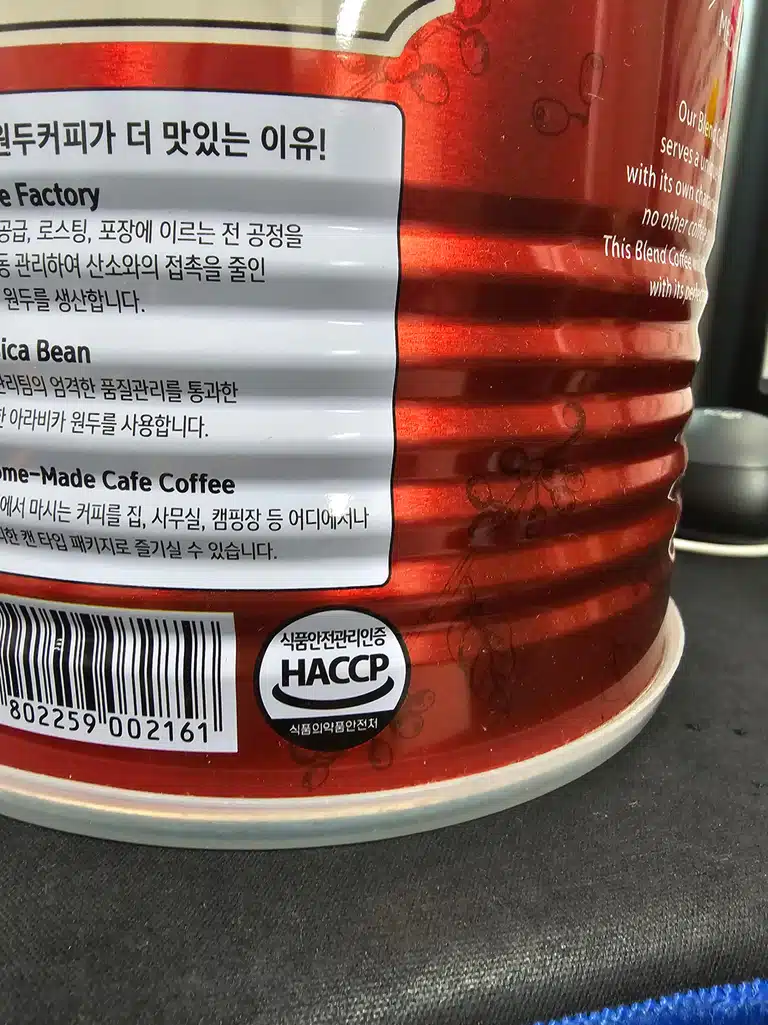 원두커피가 더 맛있는 이유!
Factory
공급, 로스팅, 포장에 이르는 전 공정을
관리하여 산소와의 접촉을 줄인
원두를 생산합니다.
Bean
엄격한 품질관리를 통과한
아라비카 원두를 사용합니다.
Cafe Coffee
에서 마시는 커피를 집, 사무실, 캠핑장 등 어디에서나
캔 타입 패키지로 즐기실 수 있습니다.
802259 002161
식품안전관리인증
HACCP
식품의약품안전처
Our Blend
serves a
with its own
no other coffee
This Blend Coffee
with its